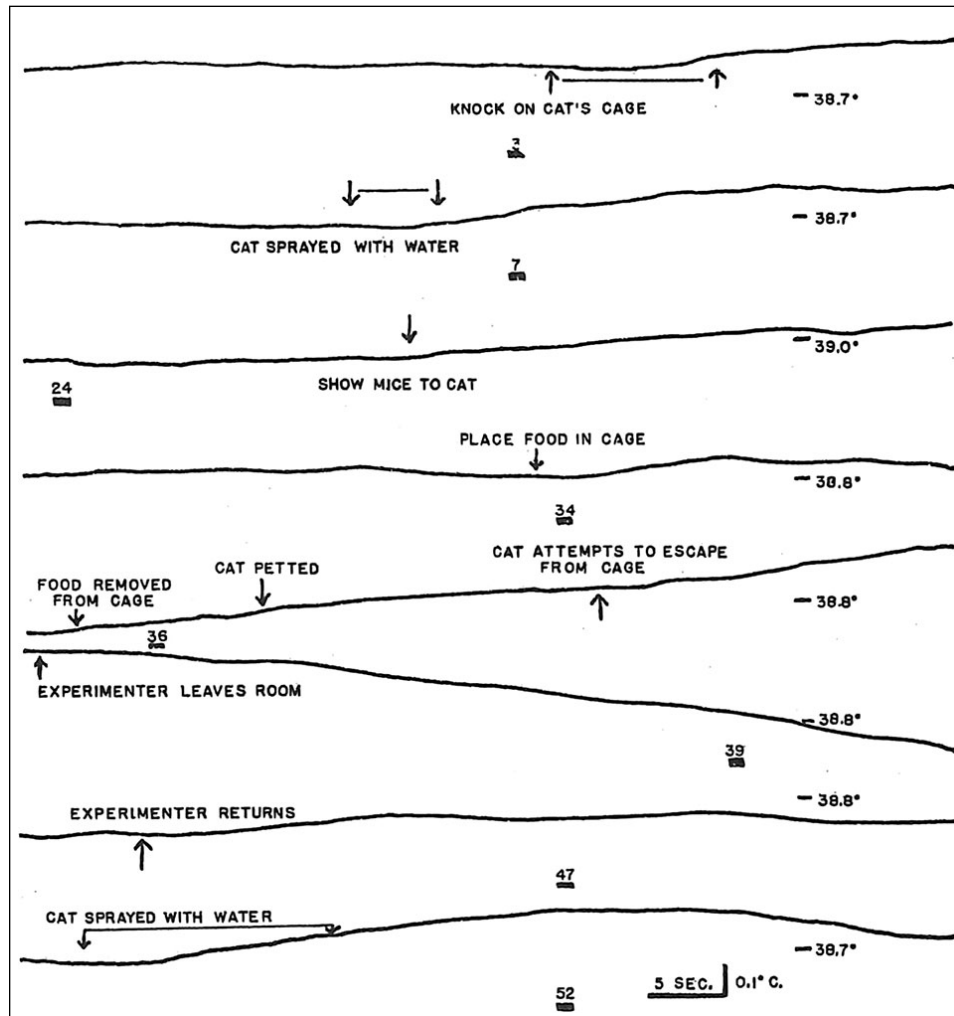 38.7°
KNOCK ON CAT'S CAGE
3
38.7°
CAT SPRAYED WITH WATER
7
39.0°
SHOW MICE TO CAT
24
PLACE FOOD IN CAGE
38.8°
34
CAT ATTEMPTS TO ESCAPE
FROM CAGE
CAT PETTED
FOOD REMOVED
FROM CAGE
38.8°
36
EXPERIMENTER LEAVES ROOM
38.8°
39
38.8°
EXPERIMENTER RETURNS
47
CAT SPRAYED WITH WATER
38.7°
5 SEC. 0.1° C.
52